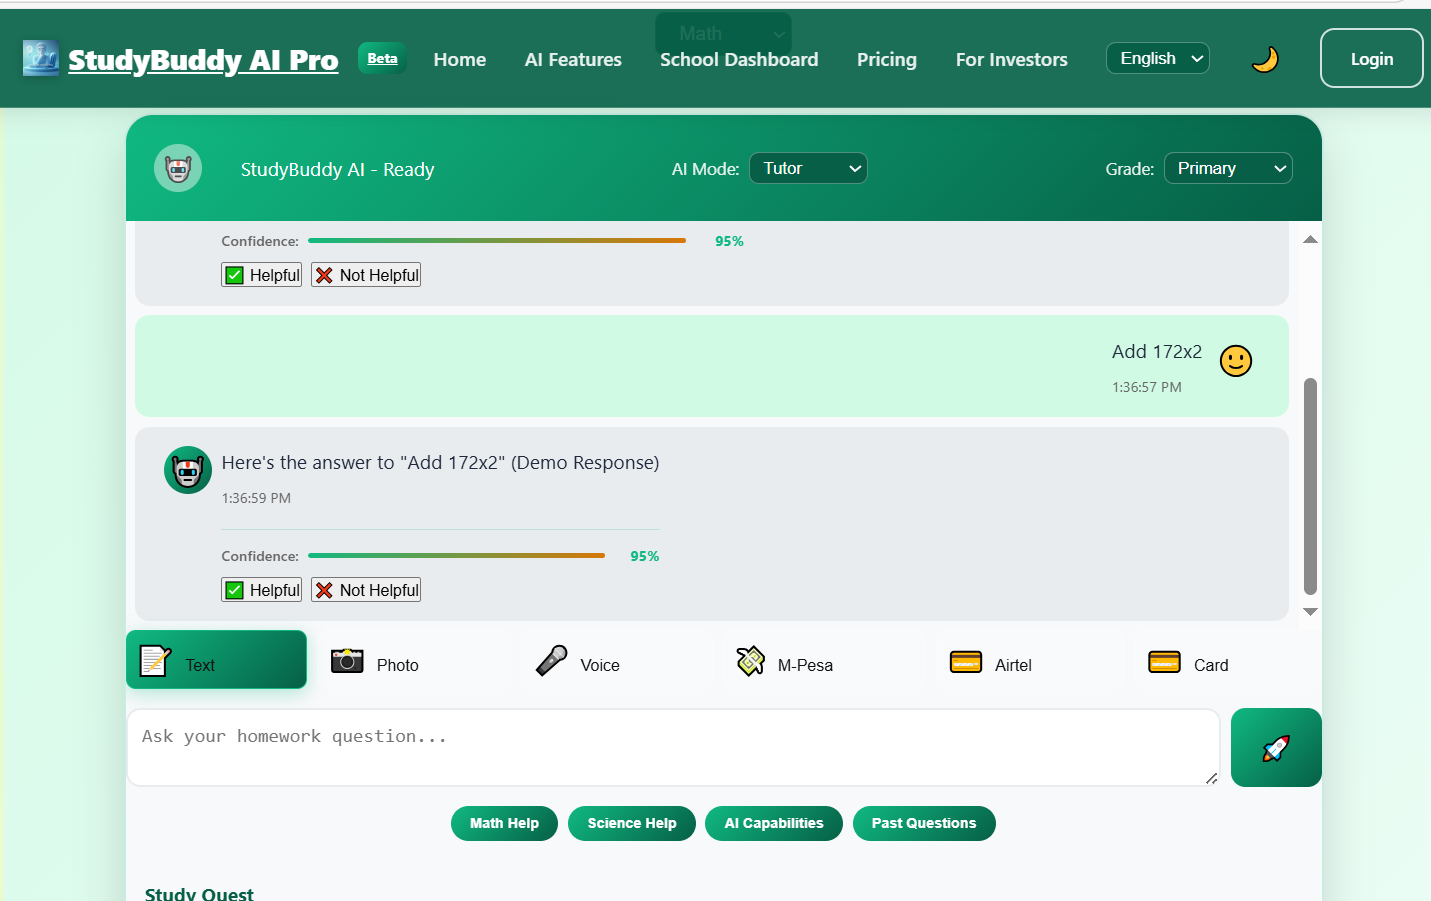 Math
StudyBuddy AI Pro Beta Home AI Features School Dashboard Pricing For Investors English Login
StudyBuddy AI - Ready AI Mode: Tutor Grade: Primary
Confidence: 95%
Helpful Not Helpful
Add 172x2
1:36:57 PM
Here's the answer to "Add 172x2" (Demo Response)
1:36:59 PM
Confidence: 95%
Helpful Not Helpful
Text Photo Voice M-Pesa Airtel Card
Ask your homework question...
Math Help Science Help AI Capabilities Past Questions
Study Quest